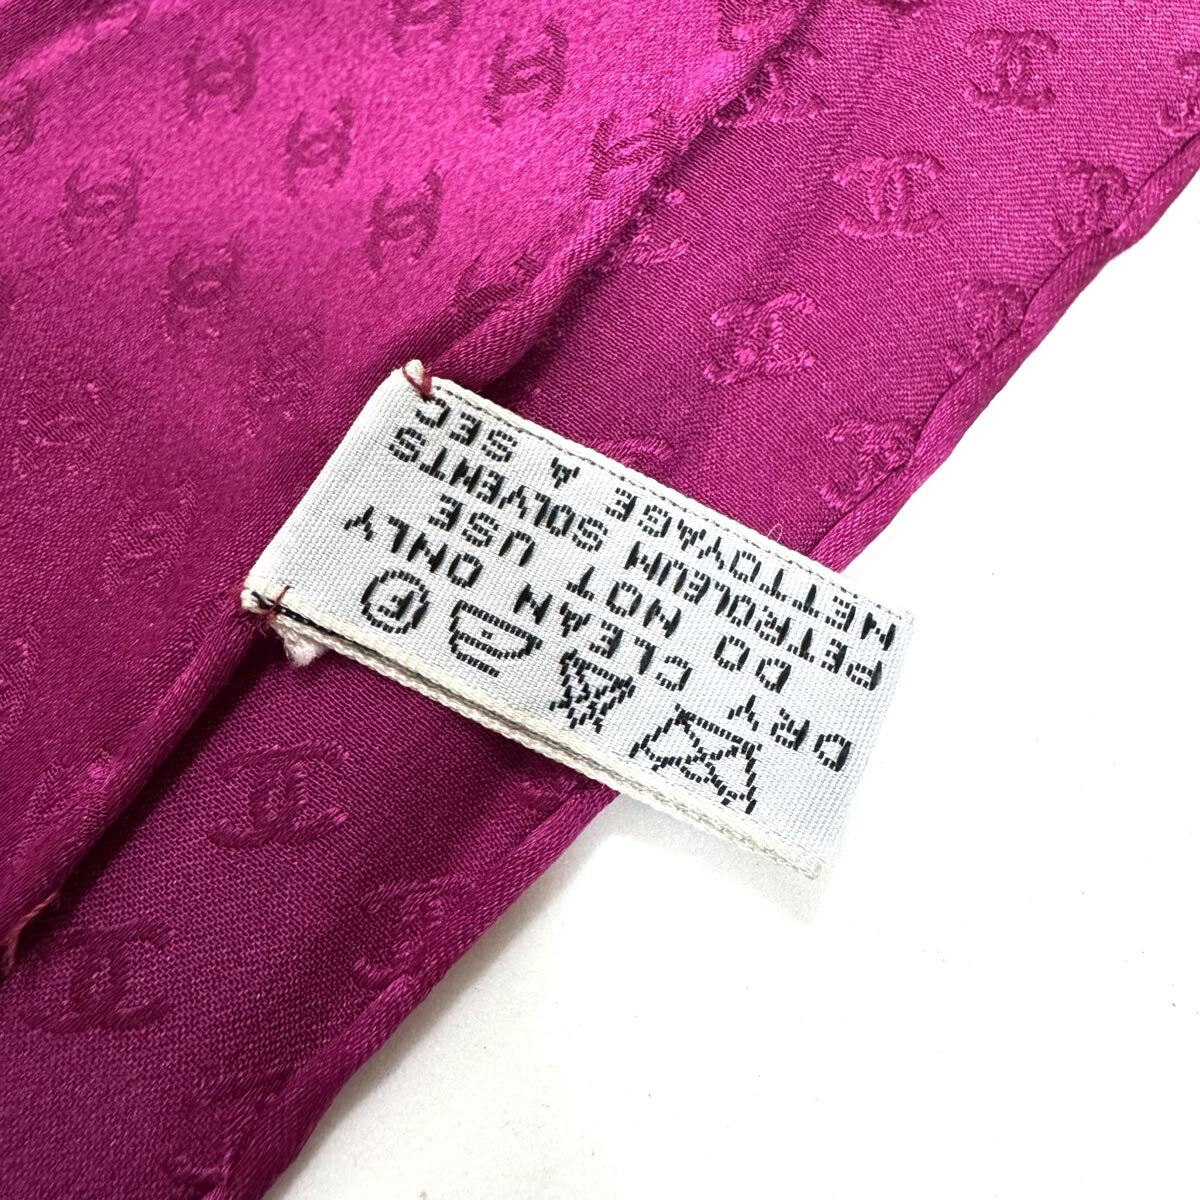 Ⓕ
DRY CLEAN ONLY
DO NOT USE
PETROLEUM SOLVENTS
NETTOYAGE A SEC